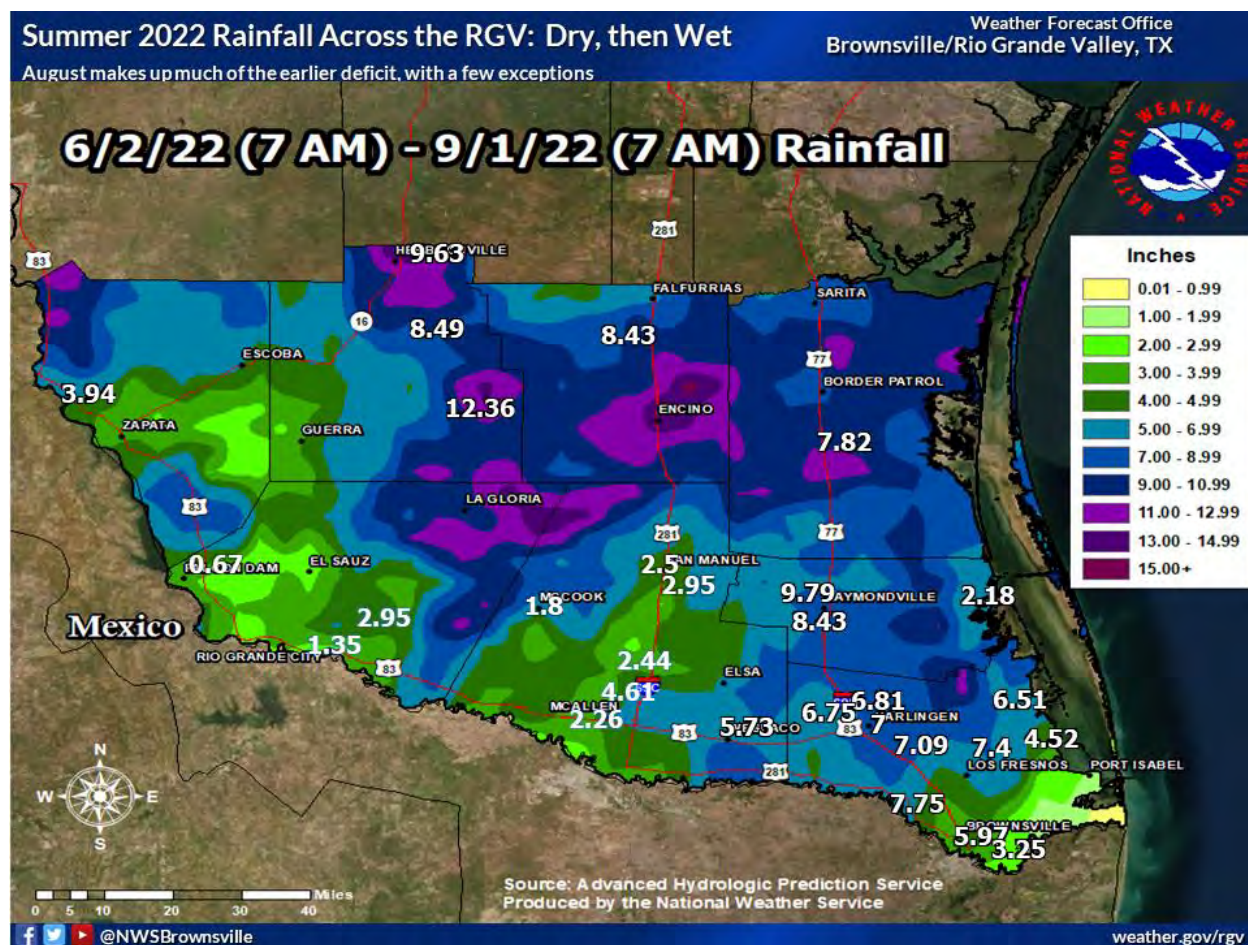 Summer 2022 Rainfall Across the RGV: Dry, then Wet
August makes up much of the earlier deficit, with a few exceptions
Weather Forecast Office
Brownsville/Rio Grande Valley, TX
6/2/22 (7 AM) - 9/1/22 (7 AM) Rainfall
NATIONAL WEATHER SERVICE
Inches
0.01 - 0.99
1.00 - 1.99
2.00 - 2.99
3.00 - 3.99
4.00 - 4.99
5.00 - 6.99
7.00 - 8.99
9.00 - 10.99
11.00 - 12.99
13.00 - 14.99
15.00+
281
83
9.63
FALFURRIAS
SARITA
16
8.49
8.43
77
ESCOBA
3.94
BORDER PATROL
12.36
ENCINO
ZAPATA
GUERRA
7.82
LA GLORIA
83
281
77
0.67
DAM
EL SAUZ
2.5
SAN MANUEL
2.95
MCCOOK
1.8
9.79
RAYMONDVILLE
2.18
8.43
2.95
Mexico
1.35
RIO GRANDE CITY
83
2.44
ELSA
4.61
MCALLEN
2.26
83
5.73
6.75
6.81
83
7
HARLINGEN
6.51
7.09
7.4
4.52
LOS FRESNOS
PORT ISABEL
281
7.75
BROWNSVILLE
5.97
3.25
N
W E
S
Miles
0 5 10 20 30 40
Source: Advanced Hydrologic Prediction Service
Produced by the National Weather Service
@NWSBrownsville
weather.gov/rgv